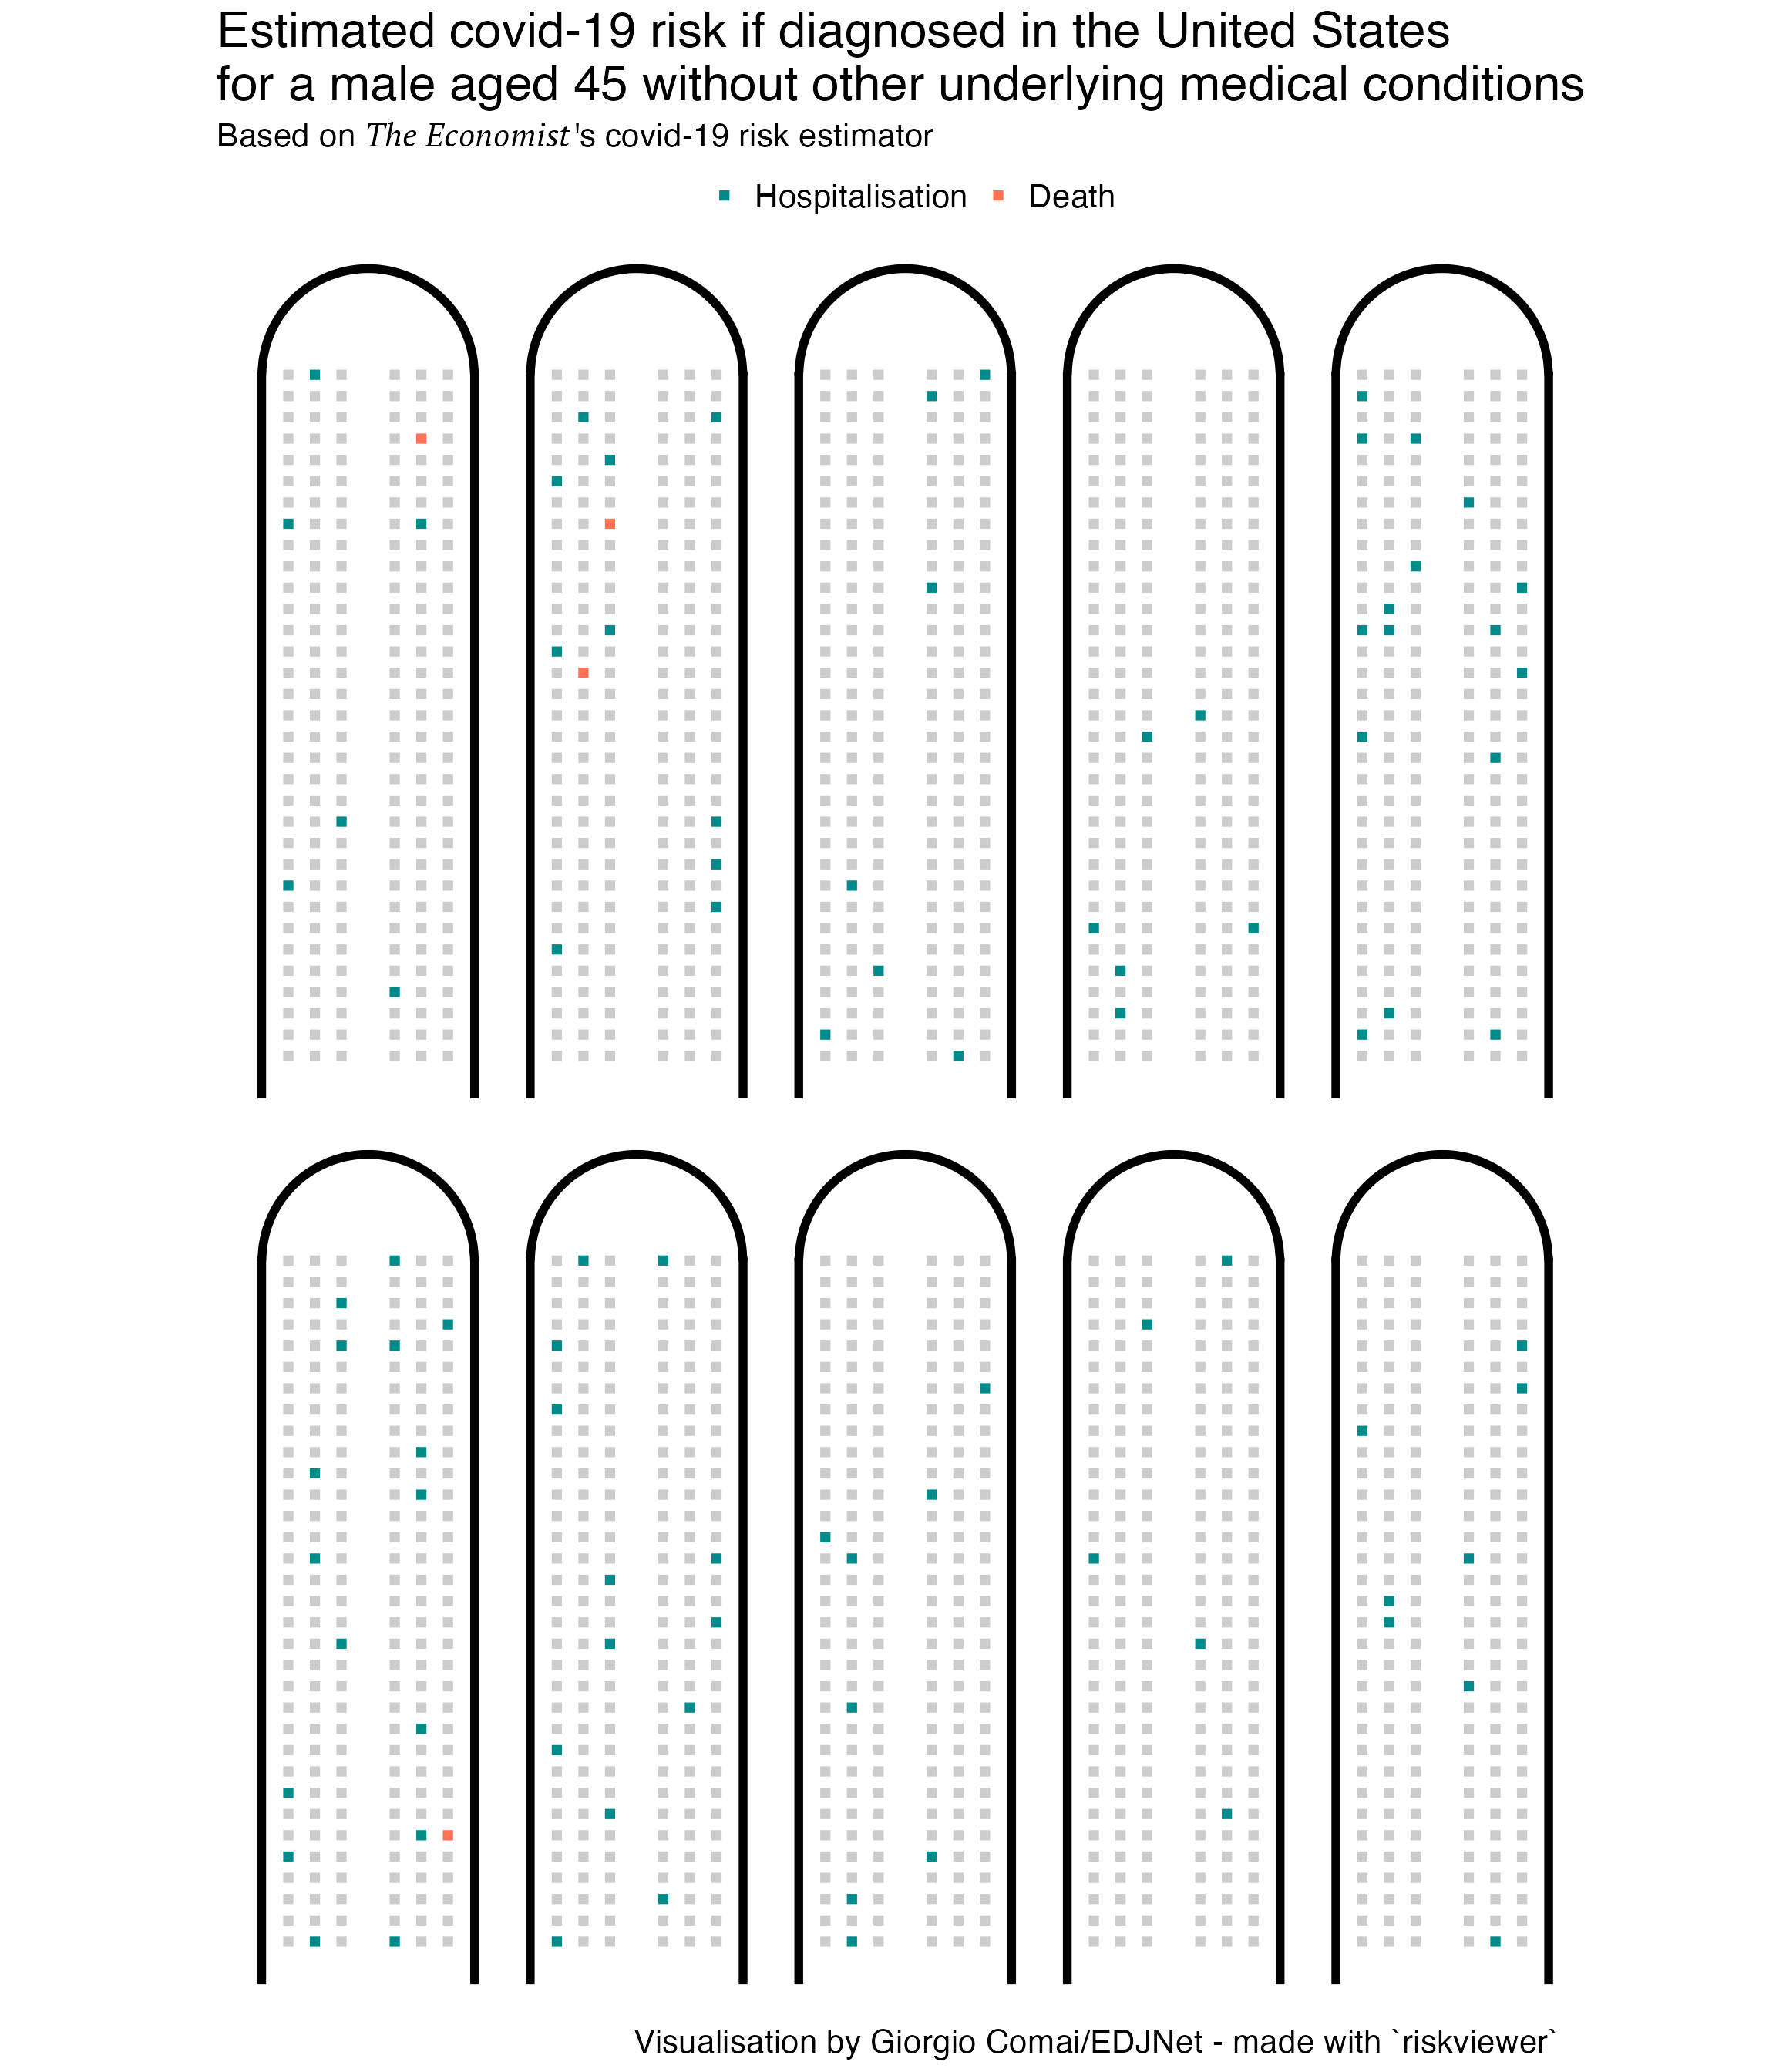 Estimated covid-19 risk if diagnosed in the United States
for a male aged 45 without other underlying medical conditions
Based on The Economist's covid-19 risk estimator
Hospitalisation Death
Visualisation by Giorgio Comai/EDJNet - made with `riskviewer`